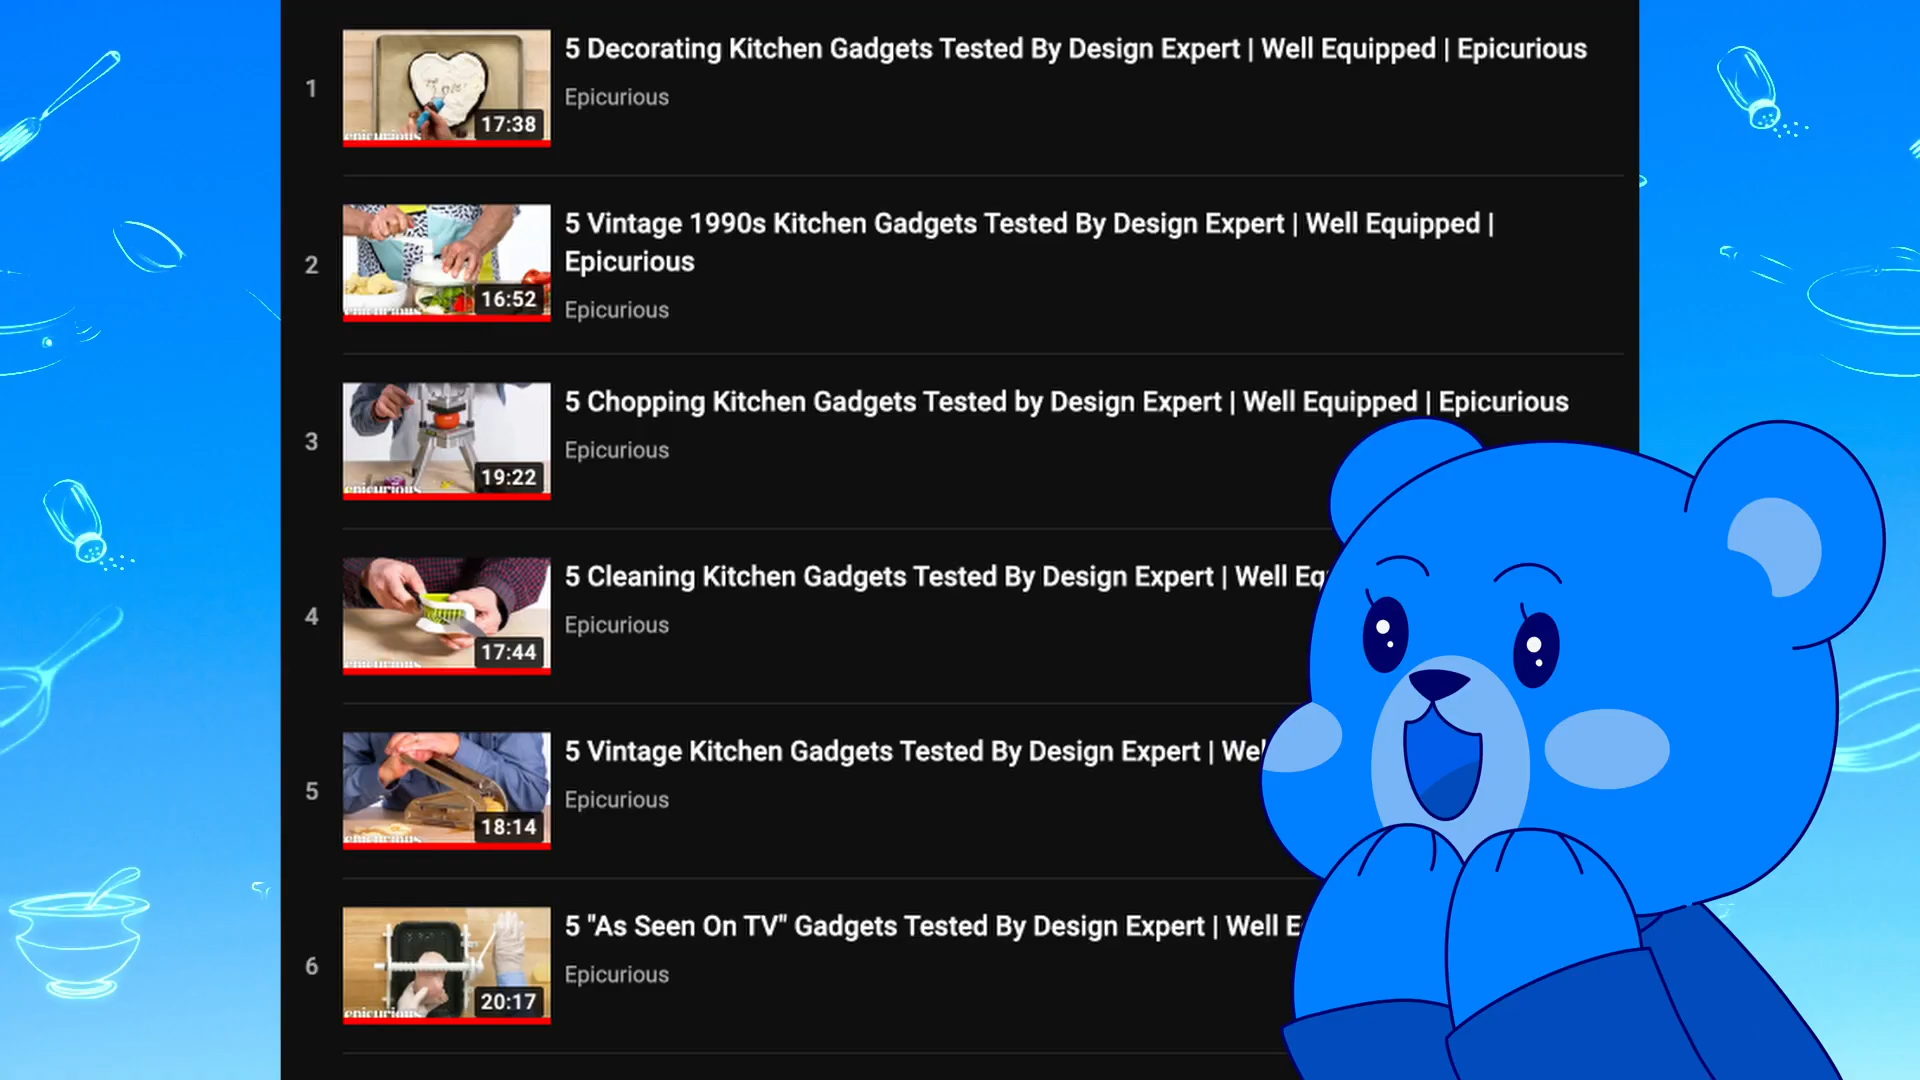 1
17:38
5 Decorating Kitchen Gadgets Tested By Design Expert | Well Equipped | Epicurious
Epicurious
2
16:52
5 Vintage 1990s Kitchen Gadgets Tested By Design Expert | Well Equipped |
Epicurious
Epicurious
3
19:22
5 Chopping Kitchen Gadgets Tested by Design Expert | Well Equipped | Epicurious
Epicurious
4
17:44
5 Cleaning Kitchen Gadgets Tested By Design Expert | Well Eq
Epicurious
5
18:14
5 Vintage Kitchen Gadgets Tested By Design Expert | Wel
Epicurious
6
20:17
5 "As Seen On TV" Gadgets Tested By Design Expert | Well E
Epicurious